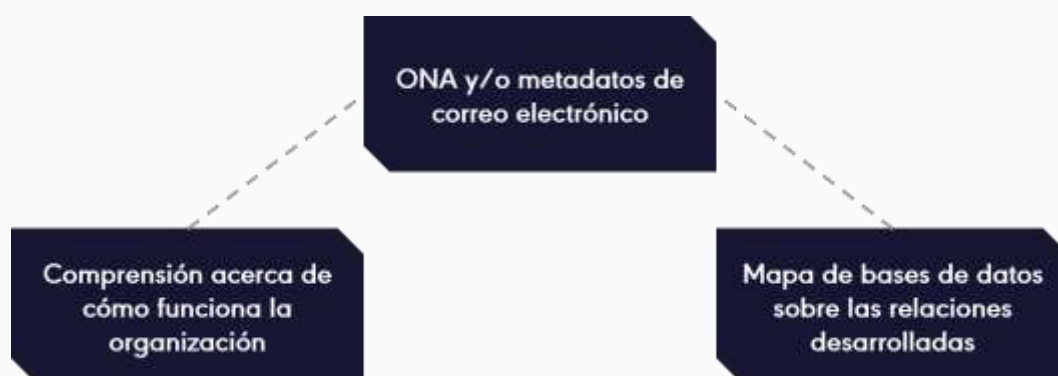 ONA y/o metadatos de
correo electrónico
Comprensión acerca de
cómo funciona la
organización
Mapa de bases de datos
sobre las relaciones
desarrolladas